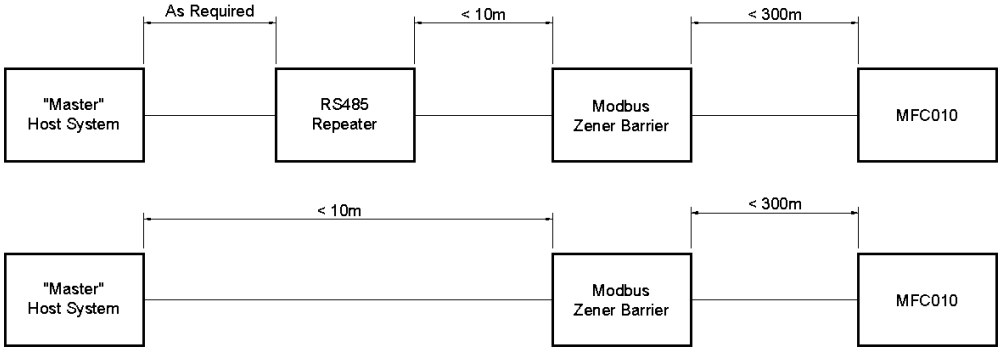 As Required
< 10m
< 300m
"Master"
Host System
RS485
Repeater
Modbus
Zener Barrier
MFC010
< 10m
< 300m
"Master"
Host System
Modbus
Zener Barrier
MFC010